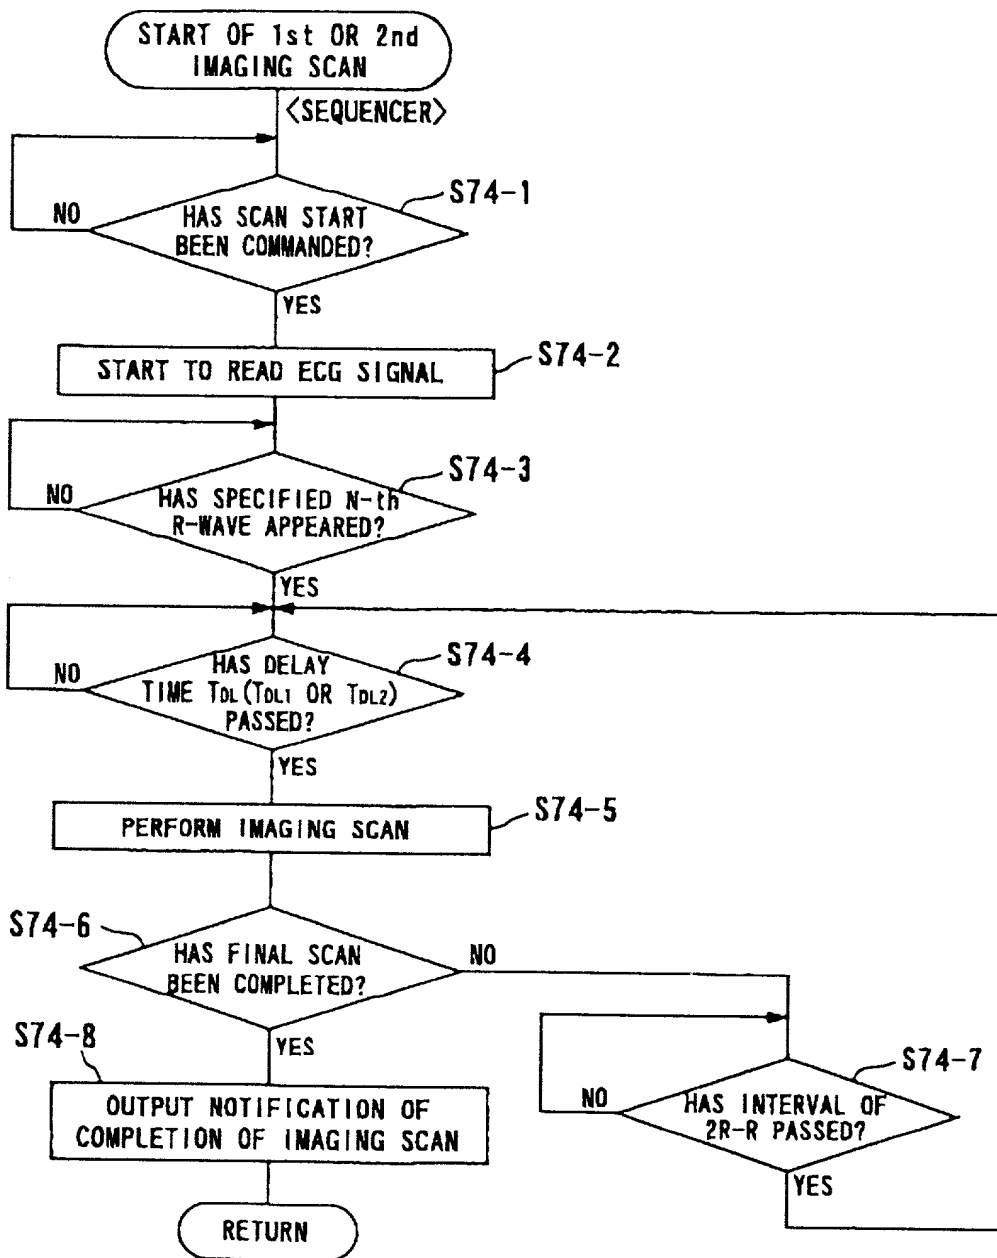 START OF 1st OR 2nd
IMAGING SCAN
<SEQUENCER>
S74-1
NO
HAS SCAN START
BEEN COMMANDED?
YES
S74-2
START TO READ ECG SIGNAL
S74-3
NO
HAS SPECIFIED N-th
R-WAVE APPEARED?
YES
S74-4
NO
HAS DELAY
TIME TDL(TDL1 OR TDL2)
PASSED?
YES
S74-5
PERFORM IMAGING SCAN
S74-6
HAS FINAL SCAN
BEEN COMPLETED?
NO
YES
S74-7
NO
HAS INTERVAL OF
2R-R PASSED?
YES
S74-8
OUTPUT NOTIFICATION OF
COMPLETION OF IMAGING SCAN
RETURN